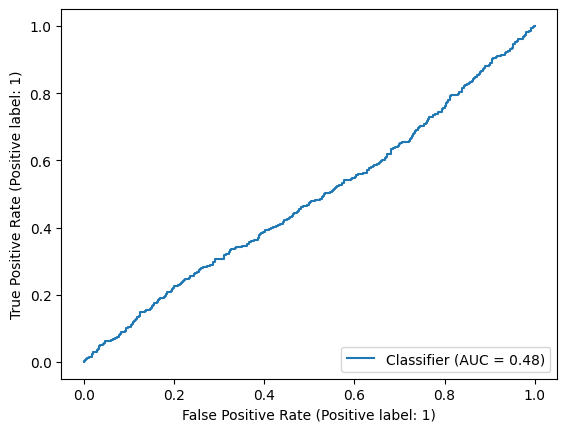 1.0
0.8
0.6
0.4
0.2
0.0
True Positive Rate (Positive label: 1)
Classifier (AUC = 0.48)
0.0 0.2 0.4 0.6 0.8 1.0
False Positive Rate (Positive label: 1)